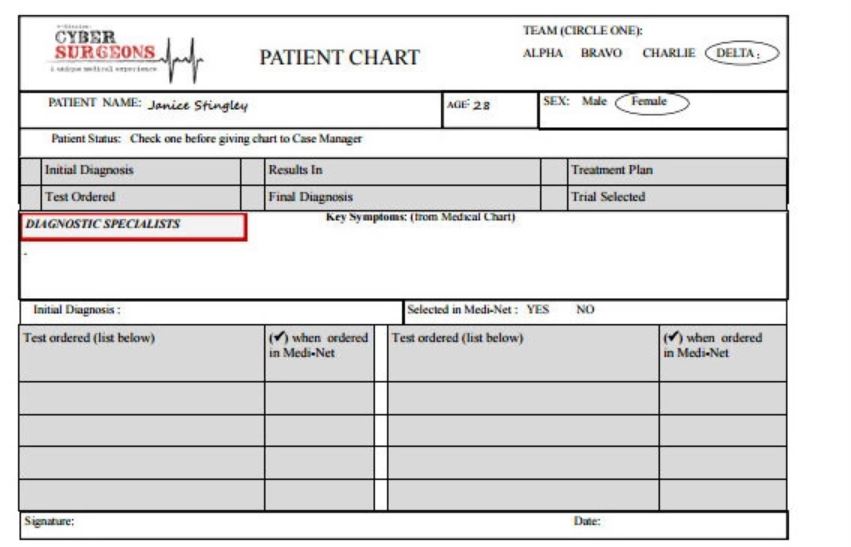 e-Mission:
CYBER
SURGEONS
a unique medical experience
PATIENT CHART
TEAM (CIRCLE ONE):
ALPHA BRAVO CHARLIE DELTA :
PATIENT NAME: Janice Stingley
AGE: 28
SEX: Male Female
Patient Status: Check one before giving chart to Case Manager
Initial Diagnosis Results In Treatment Plan
Test Ordered Final Diagnosis Trial Selected
DIAGNOSTIC SPECIALISTS
Key Symptoms: (from Medical Chart)
Initial Diagnosis :
Selected in Medi-Net : YES NO
Test ordered (list below)
(✔) when ordered
in Medi-Net
Test ordered (list below)
(✔) when ordered
in Medi-Net
Signature:
Date: